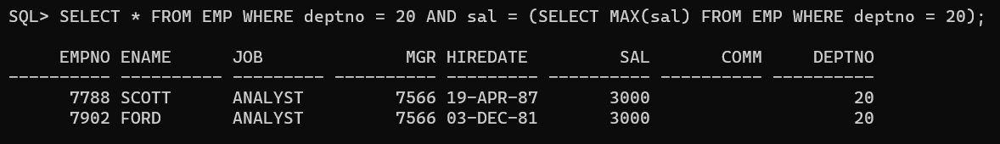 SQL> SELECT * FROM EMP WHERE deptno = 20 AND sal = (SELECT MAX(sal) FROM EMP WHERE deptno = 20);

     EMPNO ENAME      JOB              MGR HIREDATE         SAL       COMM     DEPTNO
---------- ---------- --------- ---------- --------- ---------- ---------- ----------
      7788 SCOTT      ANALYST         7566 19-APR-87       3000                    20
      7902 FORD       ANALYST         7566 03-DEC-81       3000                    20